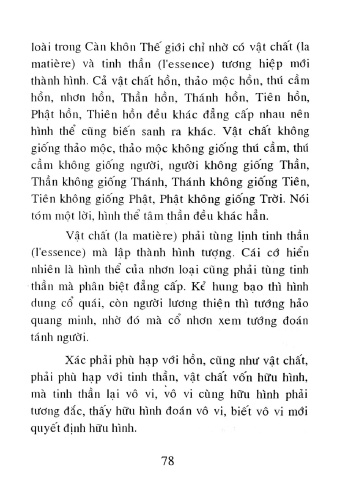 loài trong Càn khôn Thế giới chỉ nhờ có vật chất (la
matière) và tinh thần (l'essence) tương hiệp mới
thành hình. Cả vật chất hồn, thảo mộc hồn, thú cầm
hồn, nhơn hồn, Thần hồn, Thánh hồn, Tiên hồn,
Phật hồn, Thiên hồn đều khác đẳng cấp nhau nên
hình thể cũng biến sanh ra khác. Vật chất không
giống thảo mộc, thảo mộc không giống thú cầm, thú
cầm không giống người, người không giống Thần,
Thần không giống Thánh, Thánh không giống Tiên,
Tiên không giống Phật, Phật không giống Trời. Nói
tóm một lời, hình thể tâm thần đều khác hẳn.
Vật chất (la matière) phải tùng lịnh tinh thần
(l'essence) mà lập thành hình tượng. Cái cớ hiển
nhiên là hình thể của nhơn loại cũng phải tùng tinh
thần mà phân biệt đẳng cấp. Kẻ hung bạo thì hình
dung cổ quái, còn người lương thiện thì tướng hảo
quang minh, nhờ đó mà cổ nhơn xem tướng đoán
tánh người.
Xác phải phù hạp với hồn, cũng như vật chất,
phải phù hạp với tinh thần, vật chất vốn hữu hình,
mà tinh thần lại vô vi, vô vi cùng hữu hình phải
tương đắc, thấy hữu hình đoán vô vi, biết vô vi mới
quyết định hữu hình.
78